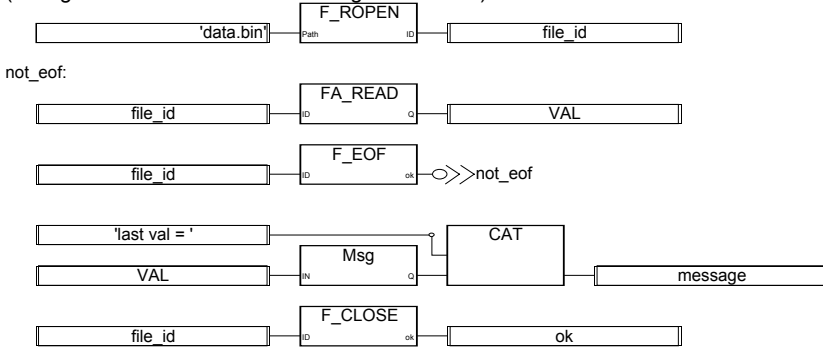 F_ROPEN
'data.bin' Path ID file_id
not_eof:
FA_READ
file_id ID Q VAL
F_EOF
file_id ID ok not_eof
'last val = ' CAT
Msg
VAL IN Q message
F_CLOSE
file_id ID ok ok